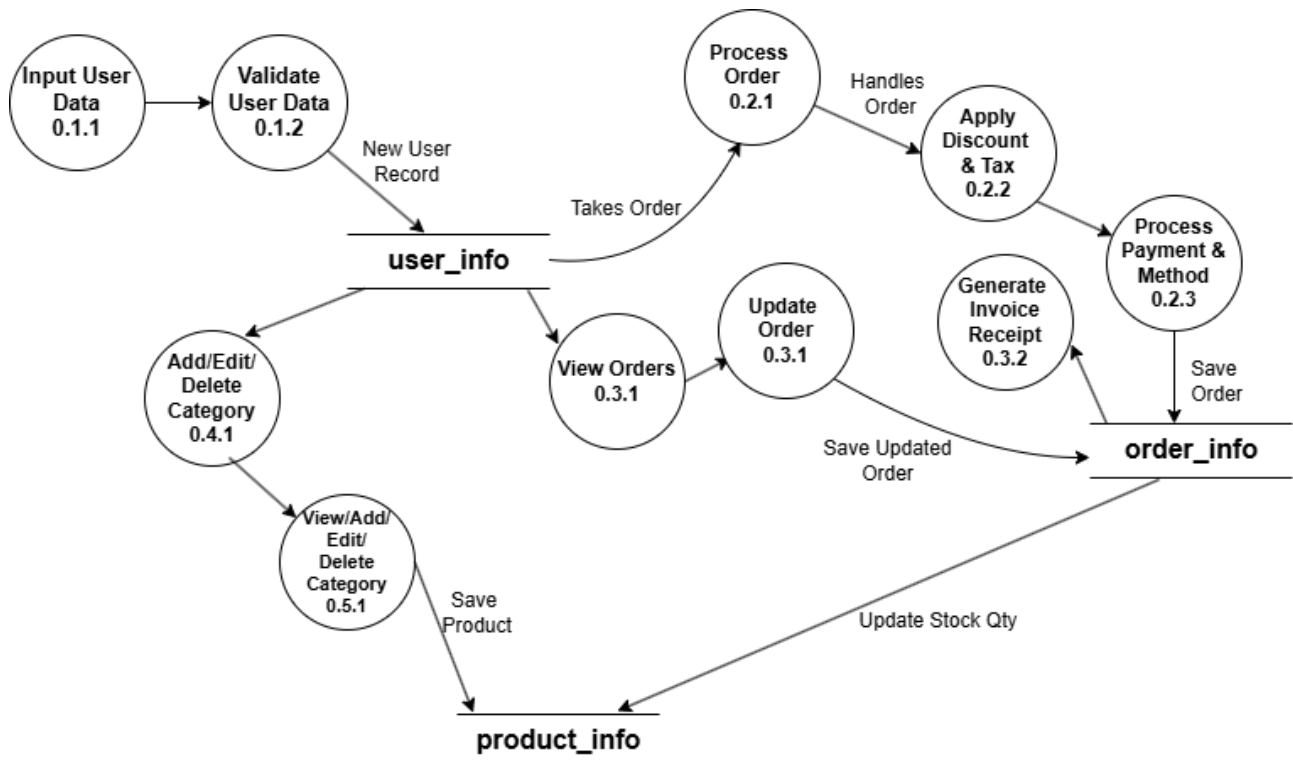 Input User
Data
0.1.1
Validate
User Data
0.1.2
New User
Record
user_info
Takes Order
Process
Order
0.2.1
Handles
Order
Apply
Discount
& Tax
0.2.2
Process
Payment &
Method
0.2.3
Generate
Invoice
Receipt
0.3.2
Save
Order
Update
Order
0.3.1
View Orders
0.3.1
Save Updated
Order
order_info
Add/Edit/
Delete
Category
0.4.1
View/Add/
Edit/
Delete
Category
0.5.1
Save
Product
Update Stock Qty
product_info